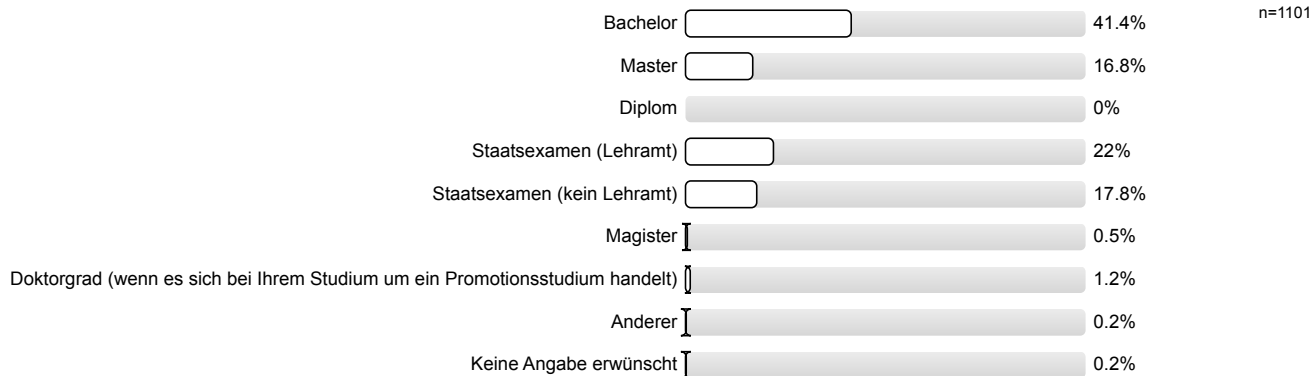 n=1101
Bachelor 41.4%
Master 16.8%
Diplom 0%
Staatsexamen (Lehramt) 22%
Staatsexamen (kein Lehramt) 17.8%
Magister 0.5%
Doktorgrad (wenn es sich bei Ihrem Studium um ein Promotionsstudium handelt) 1.2%
Anderer 0.2%
Keine Angabe erwünscht 0.2%